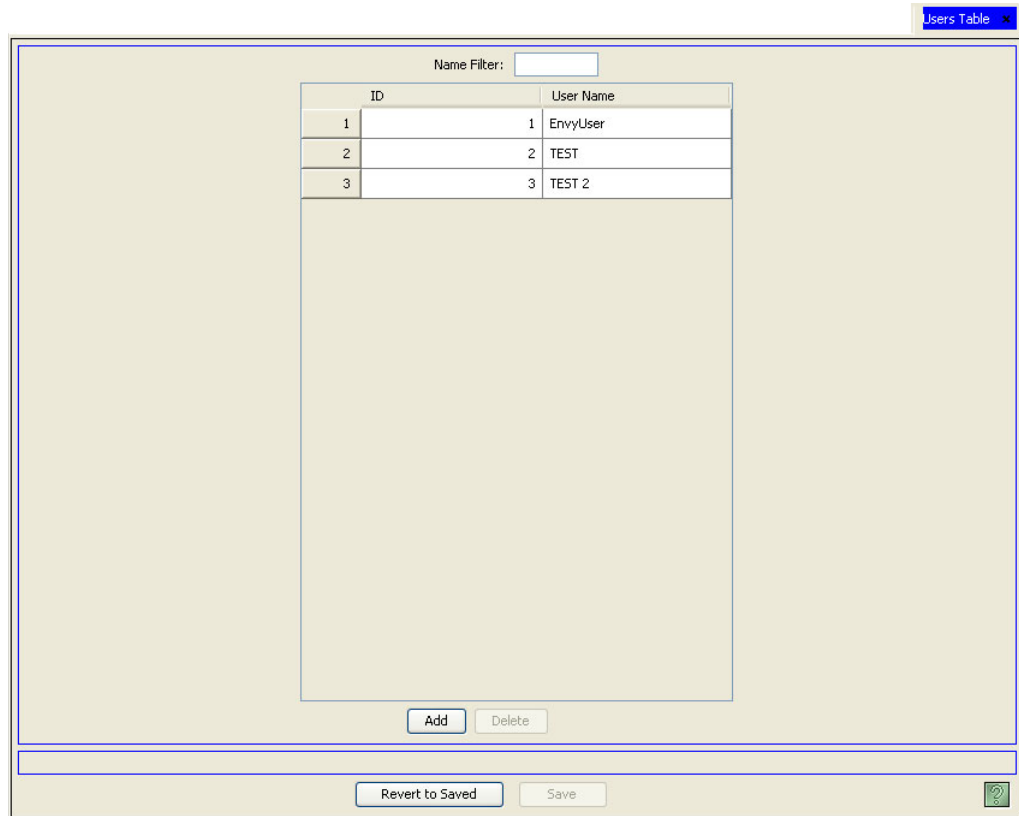 Users Table ×
Name Filter:
ID User Name
1 1 EnvyUser
2 2 TEST
3 3 TEST 2
Add Delete
Revert to Saved Save ?